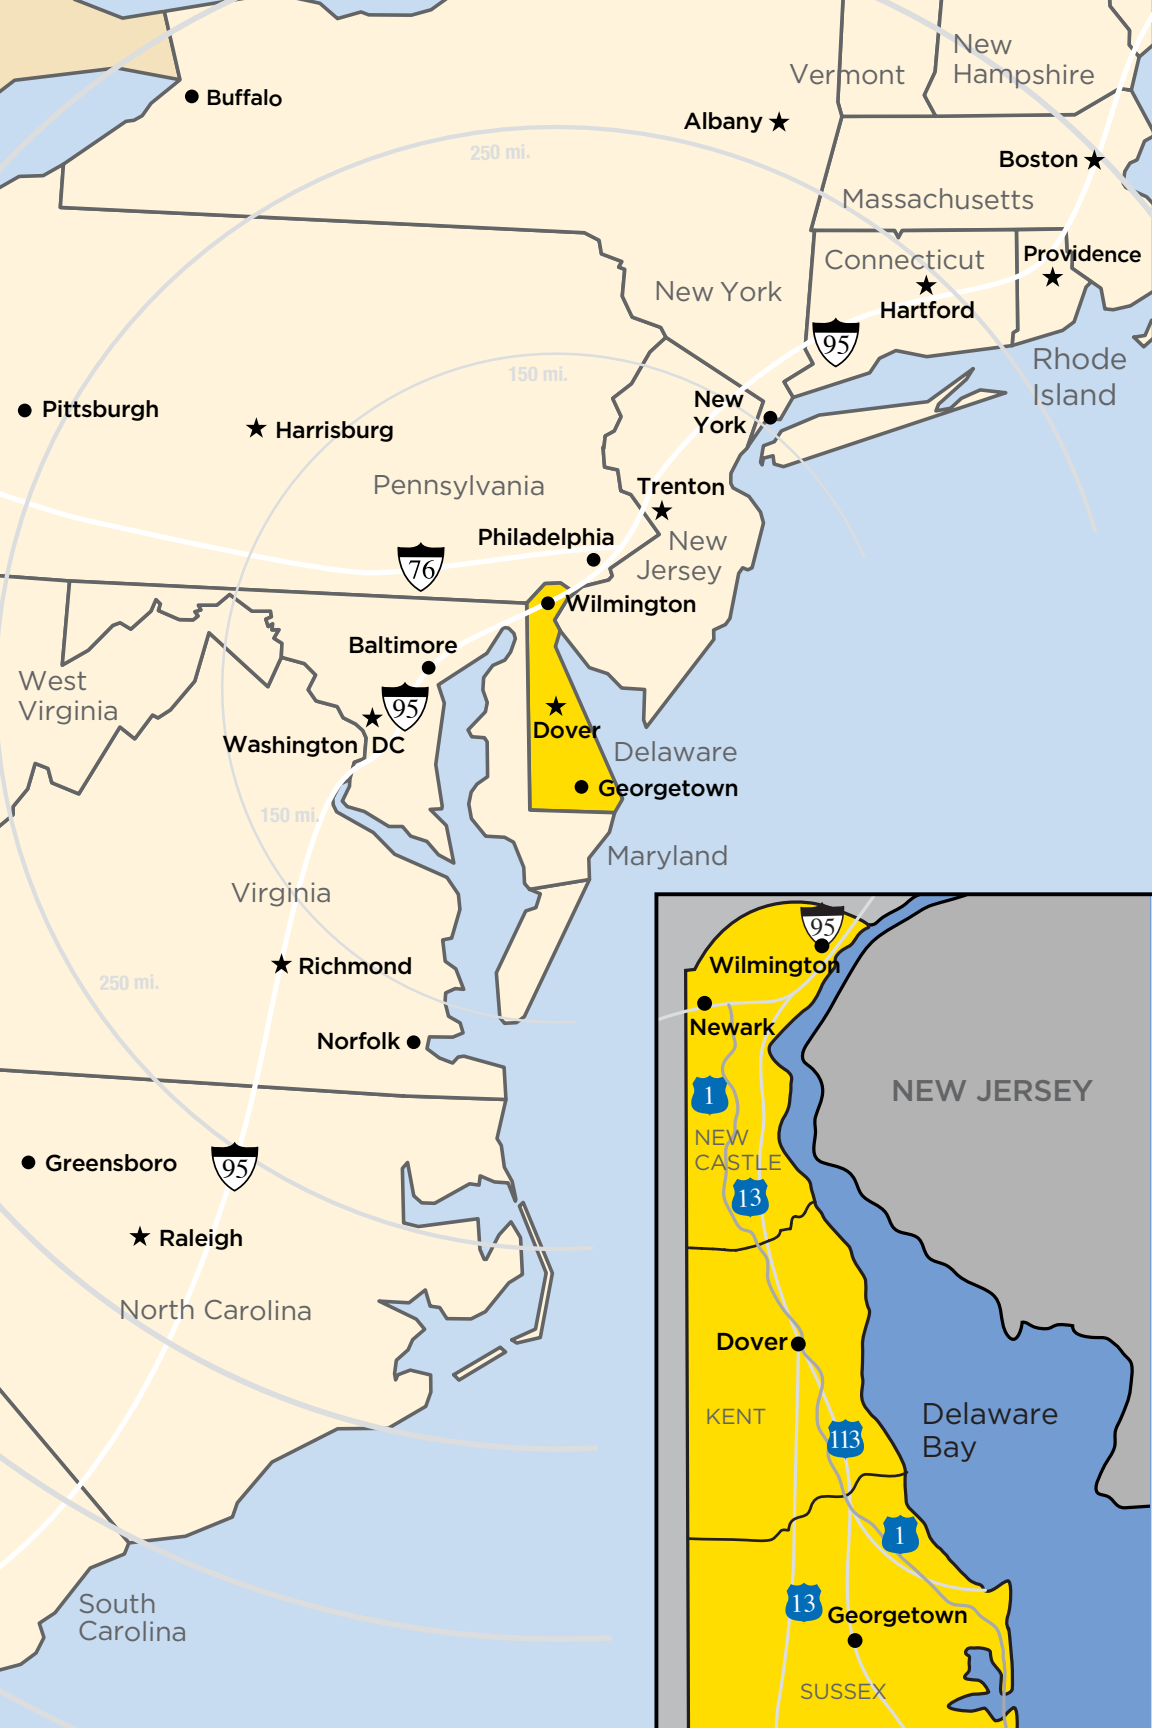 New
Hampshire
Vermont
Buffalo
Albany
250 mi.
Boston
Massachusetts
Providence
Connecticut
New York
Hartford
95
Rhode
Island
150 mi.
New
York
Pittsburgh
Harrisburg
Pennsylvania
Trenton
Philadelphia
New
Jersey
76
Wilmington
Baltimore
West
Virginia
95
Washington DC
Dover
Delaware
Georgetown
150 mi.
Maryland
Virginia
Richmond
250 mi.
Norfolk
Greensboro
95
Raleigh
North Carolina
South
Carolina
95
Wilmington
Newark
1
NEW JERSEY
NEW
CASTLE
13
Dover
KENT
Delaware
Bay
113
1
13
Georgetown
SUSSEX